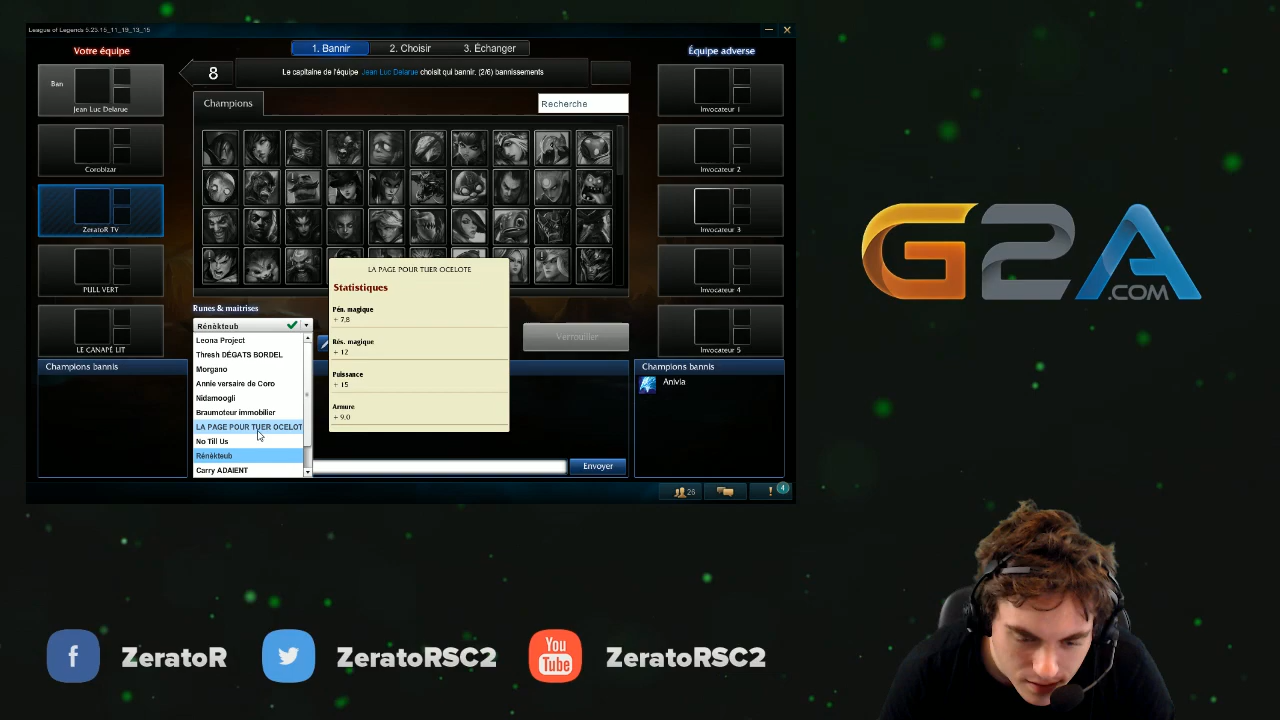 League of Legends 5.23.15_11_19_13_15
Votre équipe
1. Bannir
2. Choisir
3. Échanger
Équipe adverse
8
Le capitaine de l'équipe Jean Luc Delarue choisit qui bannir. (2/6) bannissements
Ban
Jean Luc Delarue
Corobizar
ZeratoR TV
PULL VERT
LE CANAPÉ LIT
Champions
Recherche
Invocateur 1
Invocateur 2
Invocateur 3
Invocateur 4
Invocateur 5
Runes & maîtrises
Rénèkteub
Leona Project
Thresh DÉGATS BORDEL
Morgano
Annie versaire de Coro
Nidamoogli
Braumoteur immobilier
LA PAGE POUR TUER OCELOT
No Till Us
Rénèkteub
Carry ADAIENT
LA PAGE POUR TUER OCELOTE
Statistiques
Pén. magique
+ 7,8
Rés. magique
+ 12
Puissance
+ 15
Armure
+ 9,0
Verrouiller
Champions bannis
Champions bannis
Anivia
Envoyer
26
4
G2A
.COM
f ZeratoR
ZeratoRSC2
You
Tube
ZeratoRSC2